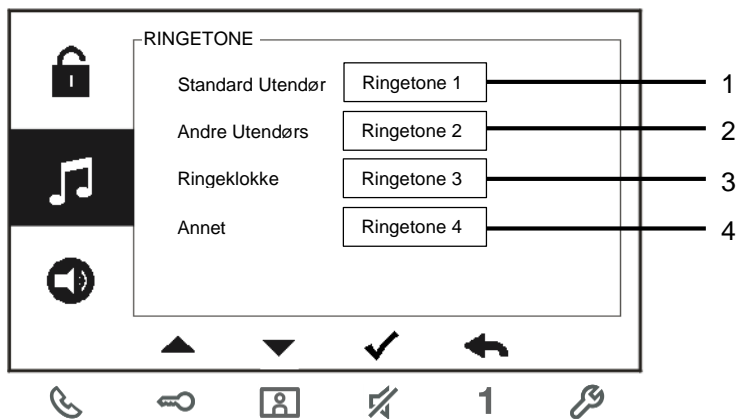 RINGETONE
Standard Utendør Ringetone 1 1
Andre Utendørs Ringetone 2 2
Ringeklokke Ringetone 3 3
Annet Ringetone 4 4
1